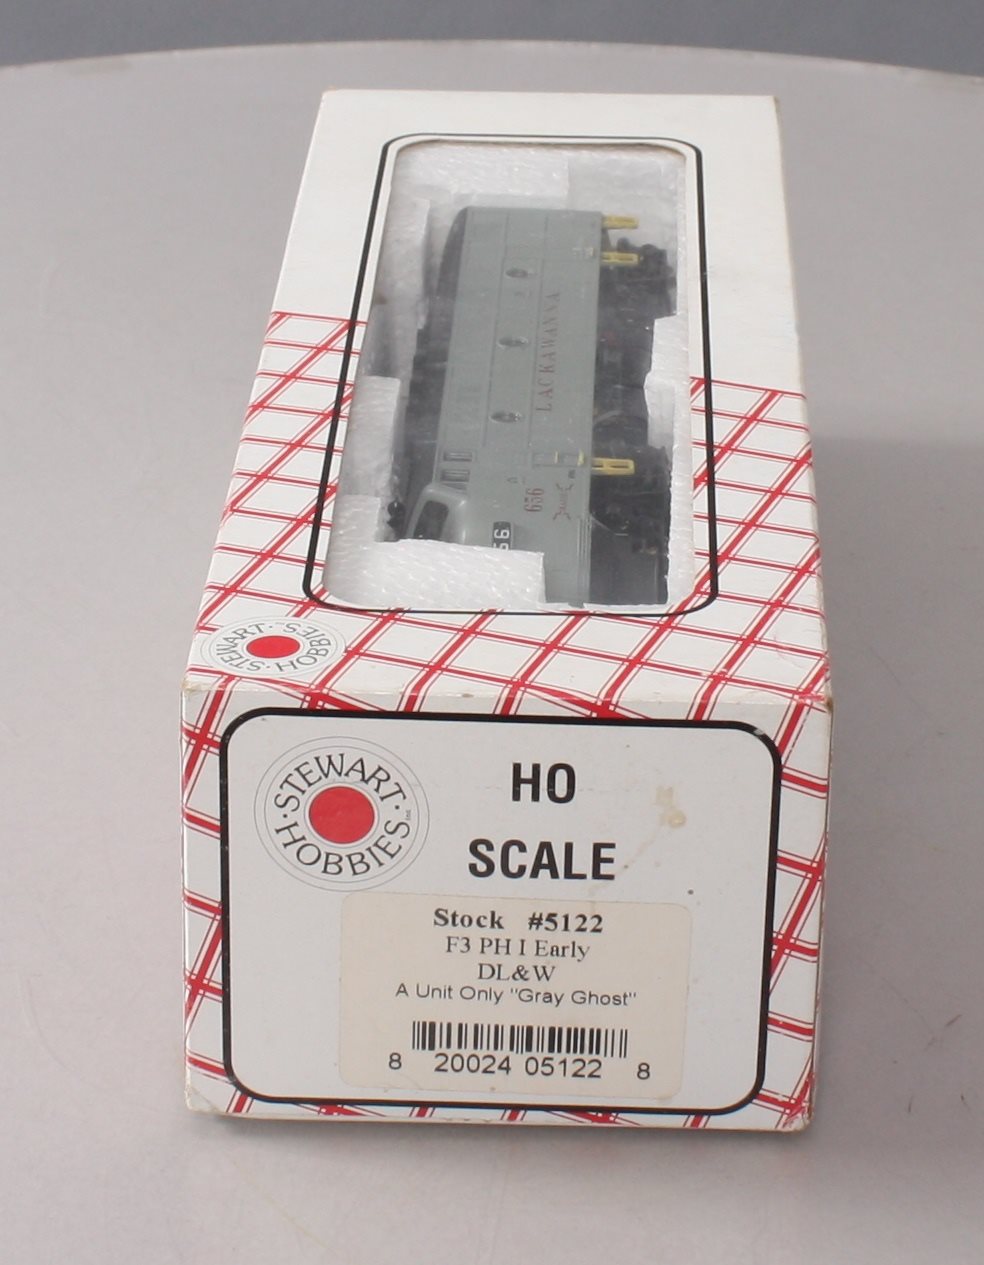 LACKAWANNA
656
56
STEWART HOBBIES
STEWART HOBBIES INC
HO
SCALE
Stock #5122
F3 PH I Early
DL&W
A Unit Only "Gray Ghost"
8 20024 05122 8